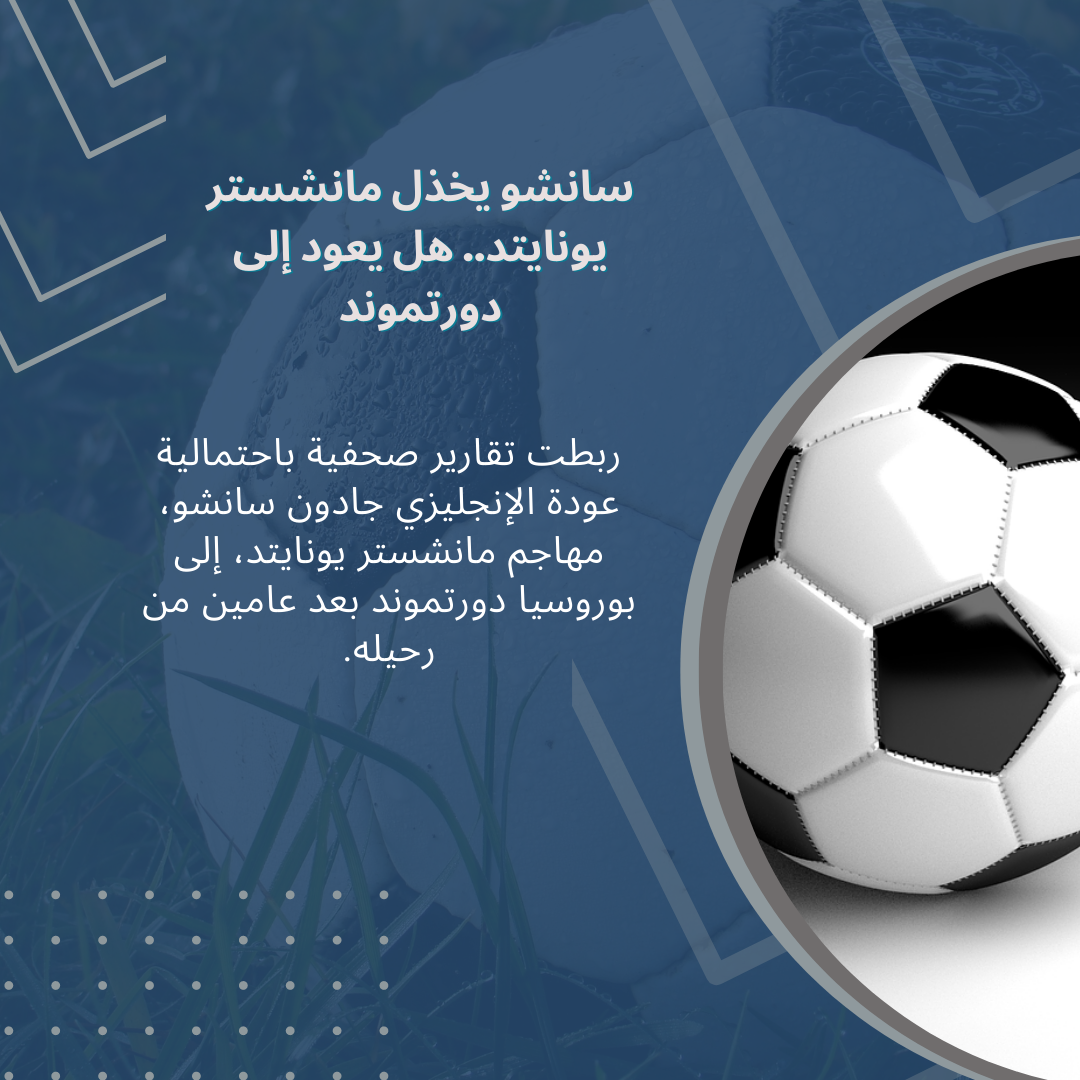 سانشو يخذل مانشستر
يونايتد.. هل يعود إلى
دورتموند
ربطت تقارير صحفية باحتمالية
عودة الإنجليزي جادون سانشو،
مهاجم مانشستر يونايتد، إلى
بوروسيا دورتموند بعد عامين من
رحيله.